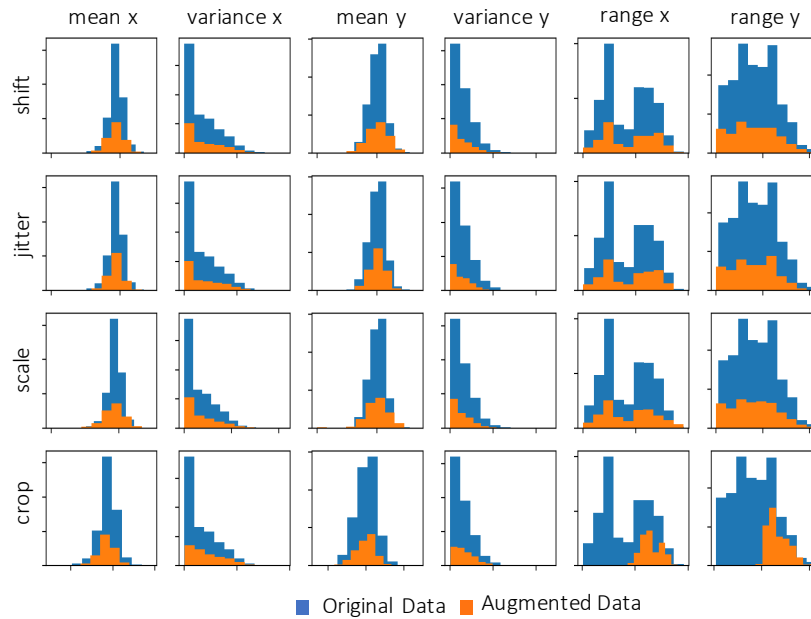 mean x variance x mean y variance y range x range y
shift
jitter
scale
crop
Original Data Augmented Data